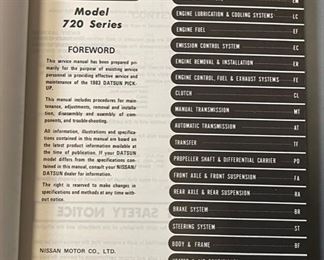 Model
720 Series
FOREWORD
This service manual has been prepared primarily for the purpose of assisting service personnel in providing effective service and maintenance of the 1983 DATSUN PICK-UP.
This manual includes procedures for maintenance, adjustments, removal and installation, disassembly and assembly of components, and trouble-shooting.
All information, illustrations and specifications contained in this manual are based on the latest product information available at the time of publication. If your DATSUN model differs from the specifications contained in this manual, consult your NISSAN/DATSUN dealer for information.
The right is reserved to make changes in specifications and methods at any time without notice.
NISSAN MOTOR CO., LTD.
EM
ENGINE LUBRICATION & COOLING SYSTEMS LC
ENGINE FUEL EF
EMISSION CONTROL SYSTEM EC
ENGINE REMOVAL & INSTALLATION ER
ENGINE CONTROL, FUEL & EXHAUST SYSTEMS FE
CLUTCH CL
MANUAL TRANSMISSION MT
AUTOMATIC TRANSMISSION AT
TRANSFER TF
PROPELLER SHAFT & DIFFERENTIAL CARRIER PD
FRONT AXLE & FRONT SUSPENSION FA
REAR AXLE & REAR SUSPENSION RA
BRAKE SYSTEM BR
STEERING SYSTEM ST
BODY & FRAME BF